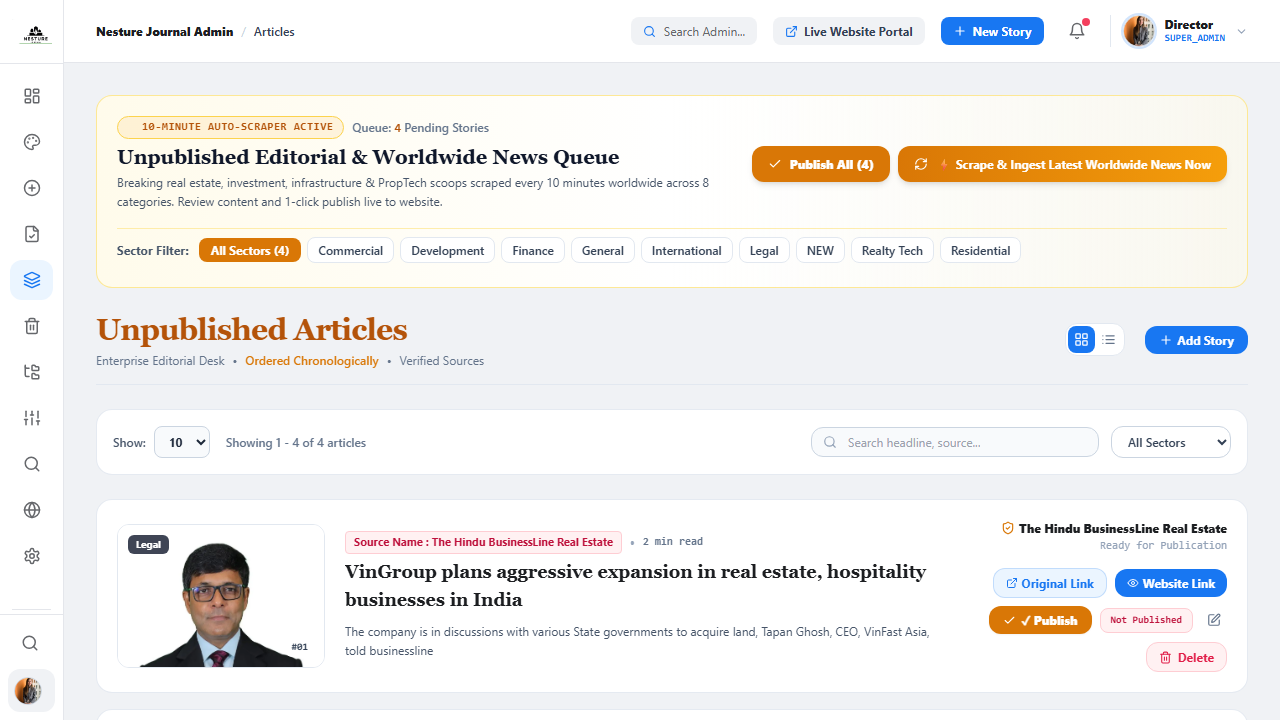 NESTURE
Nesture Journal Admin / Articles
Search Admin...
Live Website Portal
+ New Story
Director
SUPER_ADMIN
10-MINUTE AUTO-SCRAPER ACTIVE
Queue: 4 Pending Stories
Unpublished Editorial & Worldwide News Queue
Breaking real estate, investment, infrastructure & PropTech scoops scraped every 10 minutes worldwide across 8
categories. Review content and 1-click publish live to website.
Publish All (4)
Scrape & Ingest Latest Worldwide News Now
Sector Filter: All Sectors (4) Commercial Development Finance General International Legal NEW Realty Tech Residential
Unpublished Articles
Enterprise Editorial Desk • Ordered Chronologically • Verified Sources
+ Add Story
Show: 10 Showing 1 - 4 of 4 articles
Search headline, source...
All Sectors
Legal
#01
Source Name : The Hindu BusinessLine Real Estate • 2 min read
VinGroup plans aggressive expansion in real estate, hospitality
businesses in India
The company is in discussions with various State governments to acquire land, Tapan Ghosh, CEO, VinFast Asia,
told businessline
The Hindu BusinessLine Real Estate
Ready for Publication
Original Link
Website Link
✓ Publish
Not Published
Delete